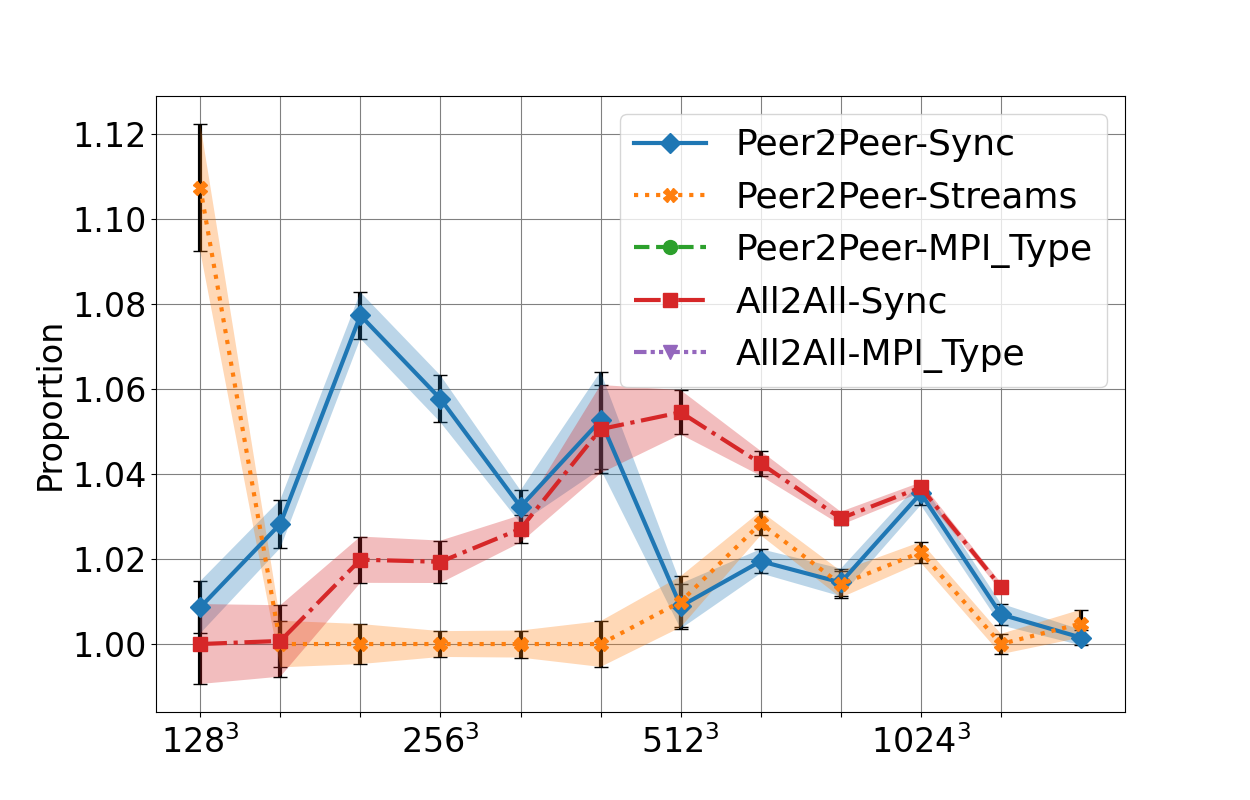 Peer2Peer-Sync
Peer2Peer-Streams
Peer2Peer-MPI_Type
All2All-Sync
All2All-MPI_Type
Proportion
1.12
1.10
1.08
1.06
1.04
1.02
1.00
128³
256³
512³
1024³